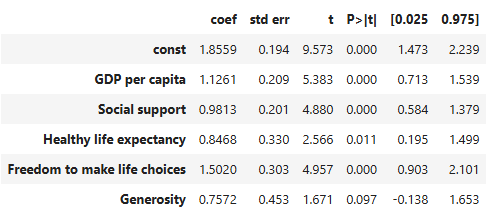 coef std err t P>|t| [0.025 0.975]
const 1.8559 0.194 9.573 0.000 1.473 2.239
GDP per capita 1.1261 0.209 5.383 0.000 0.713 1.539
Social support 0.9813 0.201 4.880 0.000 0.584 1.379
Healthy life expectancy 0.8468 0.330 2.566 0.011 0.195 1.499
Freedom to make life choices 1.5020 0.303 4.957 0.000 0.903 2.101
Generosity 0.7572 0.453 1.671 0.097 -0.138 1.653